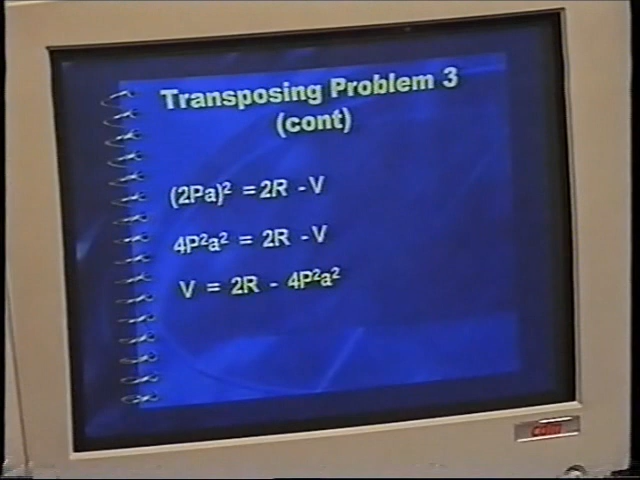 Transposing Problem 3
(cont)
(2Pa)² = 2R - V
4P²a² = 2R - V
V = 2R - 4P²a²